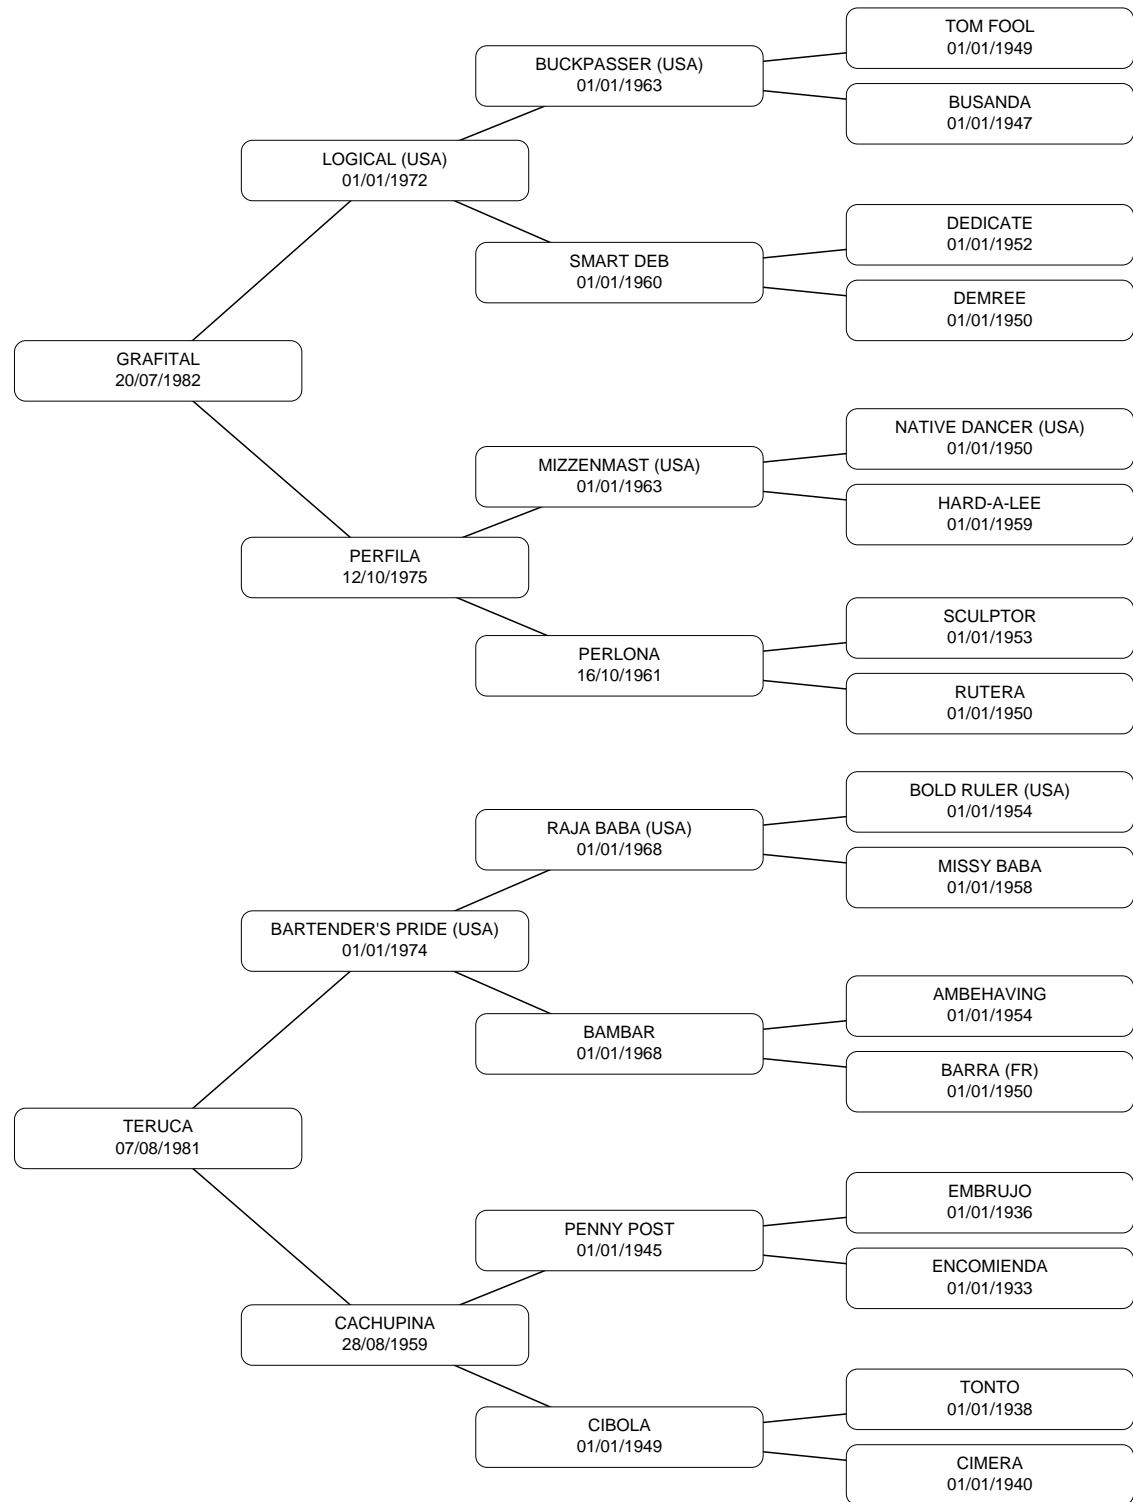 TOM FOOL
01/01/1949
BUCKPASSER (USA)
01/01/1963
BUSANDA
01/01/1947
LOGICAL (USA)
01/01/1972
DEDICATE
01/01/1952
SMART DEB
01/01/1960
DEMREE
01/01/1950
GRAFITAL
20/07/1982
NATIVE DANCER (USA)
01/01/1950
MIZZENMAST (USA)
01/01/1963
HARD-A-LEE
01/01/1959
PERFILA
12/10/1975
SCULPTOR
01/01/1953
PERLONA
16/10/1961
RUTERA
01/01/1950
BOLD RULER (USA)
01/01/1954
RAJA BABA (USA)
01/01/1968
MISSY BABA
01/01/1958
BARTENDER'S PRIDE (USA)
01/01/1974
AMBEHAVING
01/01/1954
BAMBAR
01/01/1968
BARRA (FR)
01/01/1950
TERUCA
07/08/1981
EMBRUJO
01/01/1936
PENNY POST
01/01/1945
ENCOMIENDA
01/01/1933
CACHUPINA
28/08/1959
TONTO
01/01/1938
CIBOLA
01/01/1949
CIMERA
01/01/1940